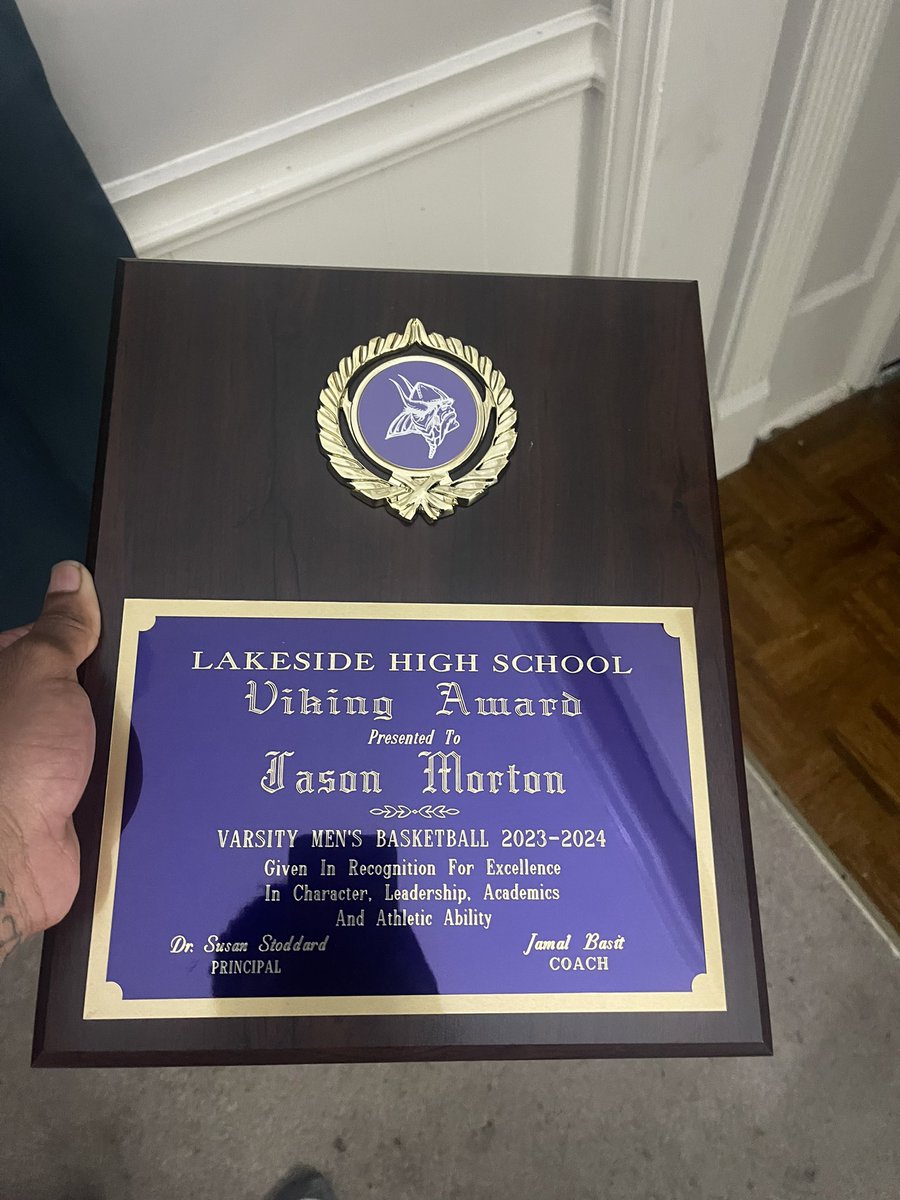 LAKESIDE HIGH SCHOOL
Viking Award
Presented To
Jason Morton
VARSITY MEN'S BASKETBALL 2023-2024
Given In Recognition For Excellence
In Character, Leadership, Academics
And Athletic Ability
Dr. Susan Stoddard Jamal Basit
PRINCIPAL COACH